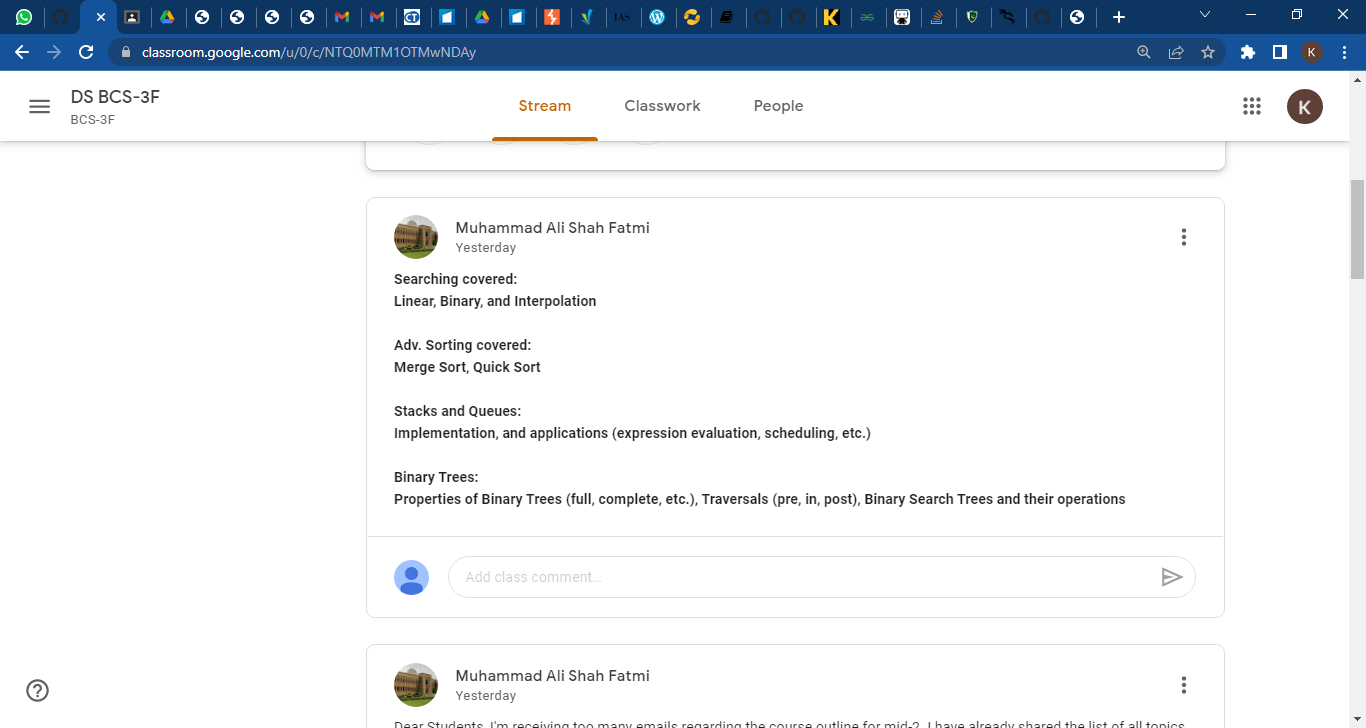 CT
IAS
classroom.google.com/u/0/c/NTQ0MTM1OTMwNDAy
K
DS BCS-3F
BCS-3F
Stream
Classwork
People
K
Muhammad Ali Shah Fatmi
Yesterday
Searching covered:
Linear, Binary, and Interpolation
Adv. Sorting covered:
Merge Sort, Quick Sort
Stacks and Queues:
Implementation, and applications (expression evaluation, scheduling, etc.)
Binary Trees:
Properties of Binary Trees (full, complete, etc.), Traversals (pre, in, post), Binary Search Trees and their operations
Add class comment...
Muhammad Ali Shah Fatmi
Yesterday
Dear Students, I'm receiving too many emails regarding the course outline for mid-2. I have already shared the list of all topics